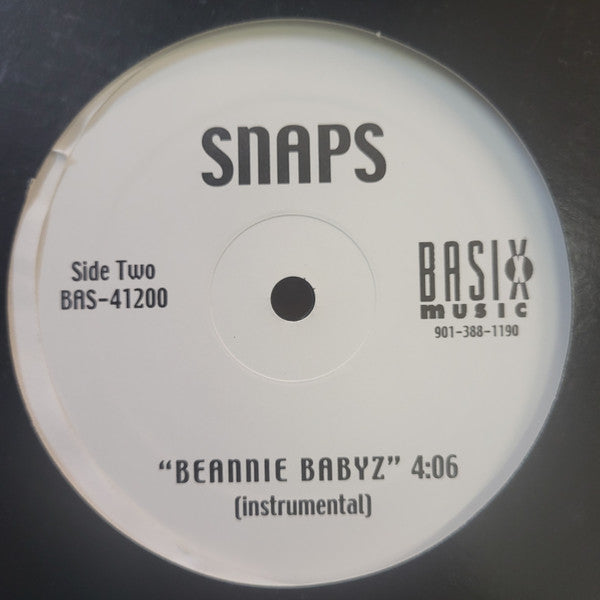 SNAPS
Side Two
BAS-41200
BASIX
MUSIC
901-388-1190
"BEANNIE BABYZ" 4:06
(instrumental)